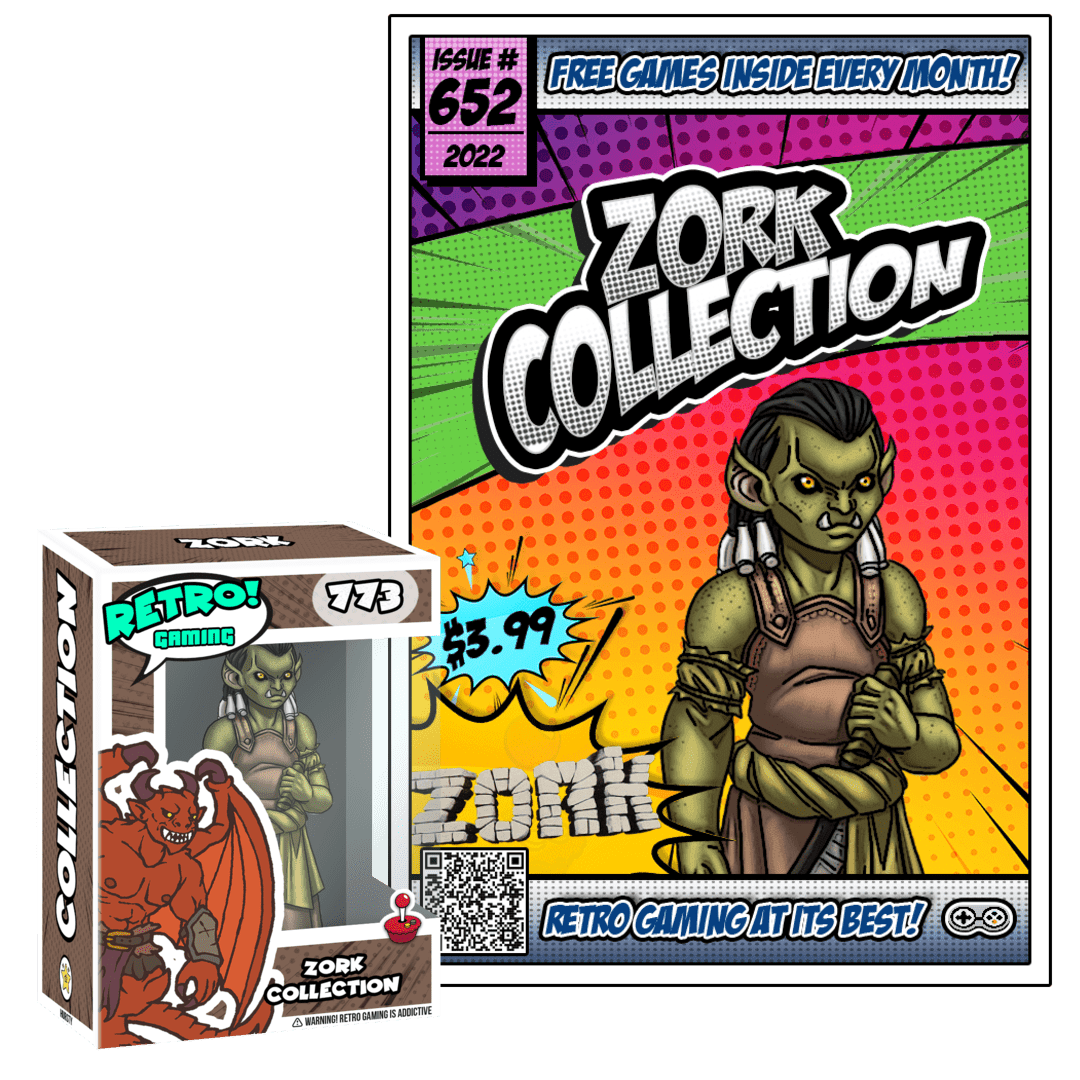 ISSUE #
652
2022
FREE GAMES INSIDE EVERY MONTH!
ZORK
COLLECTION
$3.99
ZORK
RETRO GAMING AT ITS BEST!
ZORK
RETRO!
GAMING
773
COLLECTION
ZORK
COLLECTION
WARNING! RETRO GAMING IS ADDICTIVE